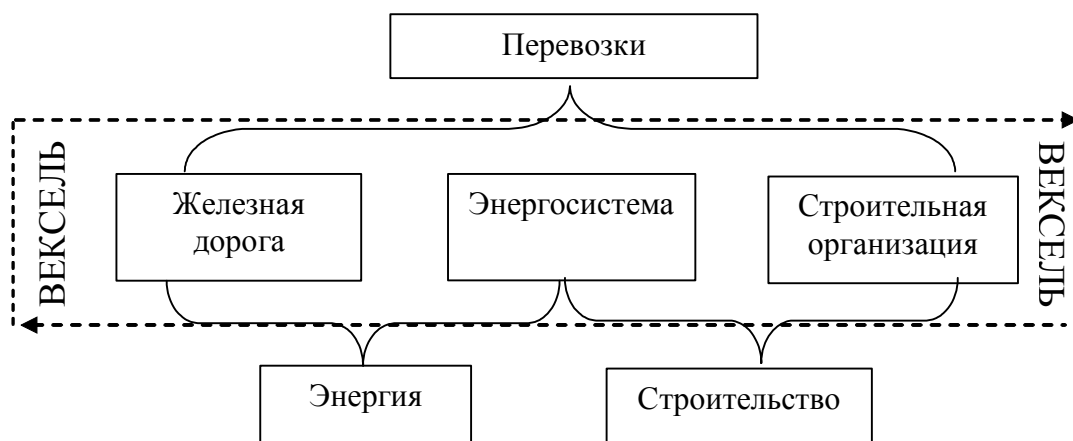 Перевозки
ВЕКСЕЛЬ
Железная
дорога
Энергосистема
Строительная
организация
ВЕКСЕЛЬ
Энергия
Строительство